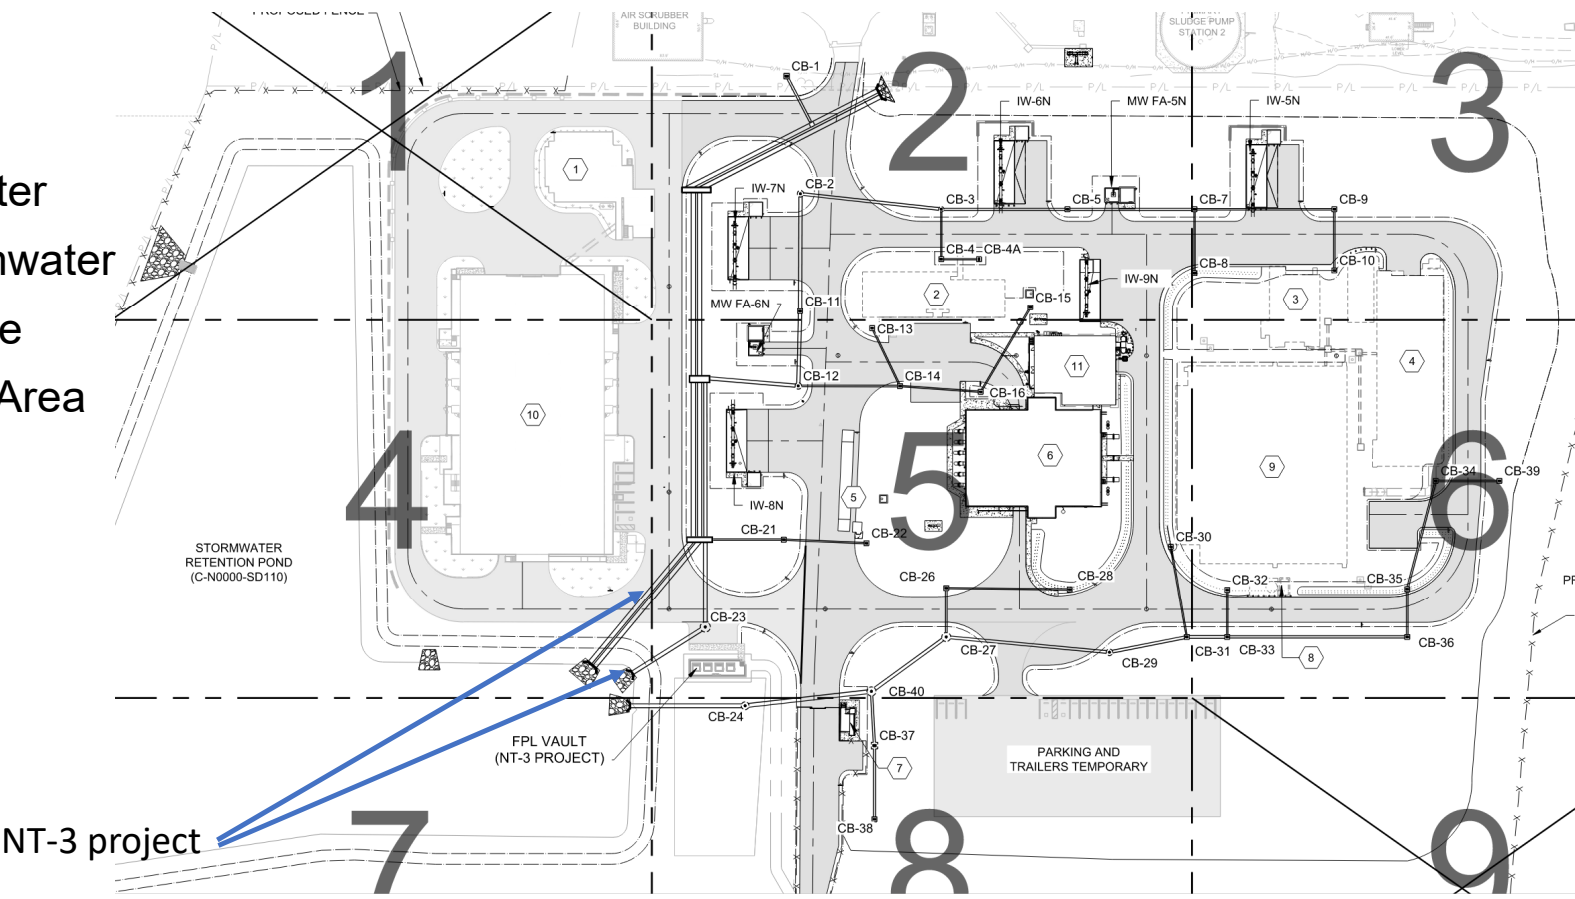 PROPOSED FENCE
AIR SCRUBBER
BUILDING
SLUDGE PUMP
STATION 2
CB-1
1
2
3
IW-6N
MW FA-5N
IW-5N
P/L P/L P/L P/L P/L P/L P/L P/L P/L
1
ter
IW-7N
CB-2
CB-3
CB-5
CB-7
CB-9
nwater
CB-4
CB-4A
CB-8
CB-10
IW-9N
2
3
MW FA-6N
CB-11
CB-15
e
CB-13
4
11
Area
CB-12
CB-14
CB-16
10
4
5
6
6
9
5
CB-34
CB-39
IW-8N
CB-21
CB-22
CB-30
STORMWATER
RETENTION POND
(C-N0000-SD110)
CB-26
CB-28
CB-32
CB-35
CB-23
CB-27
CB-29
CB-31
CB-33
CB-36
8
CB-40
CB-24
FPL VAULT
(NT-3 PROJECT)
CB-37
7
PARKING AND
TRAILERS TEMPORARY
CB-38
NT-3 project
7
8
9